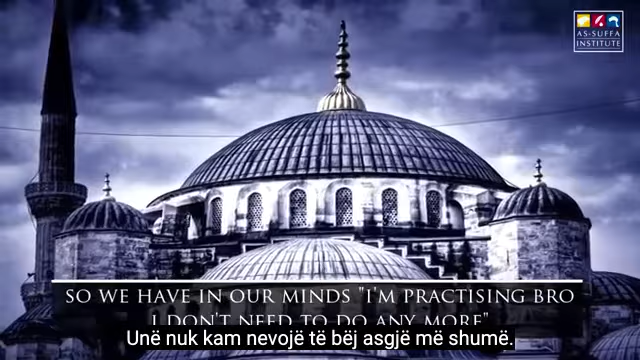 AS-SUFFA
INSTITUTE
SO WE HAVE IN OUR MINDS "I'M PRACTISING BRO
I DON'T NEED TO DO ANY MORE"
Unë nuk kam nevojë të bëj asgjë më shumë.